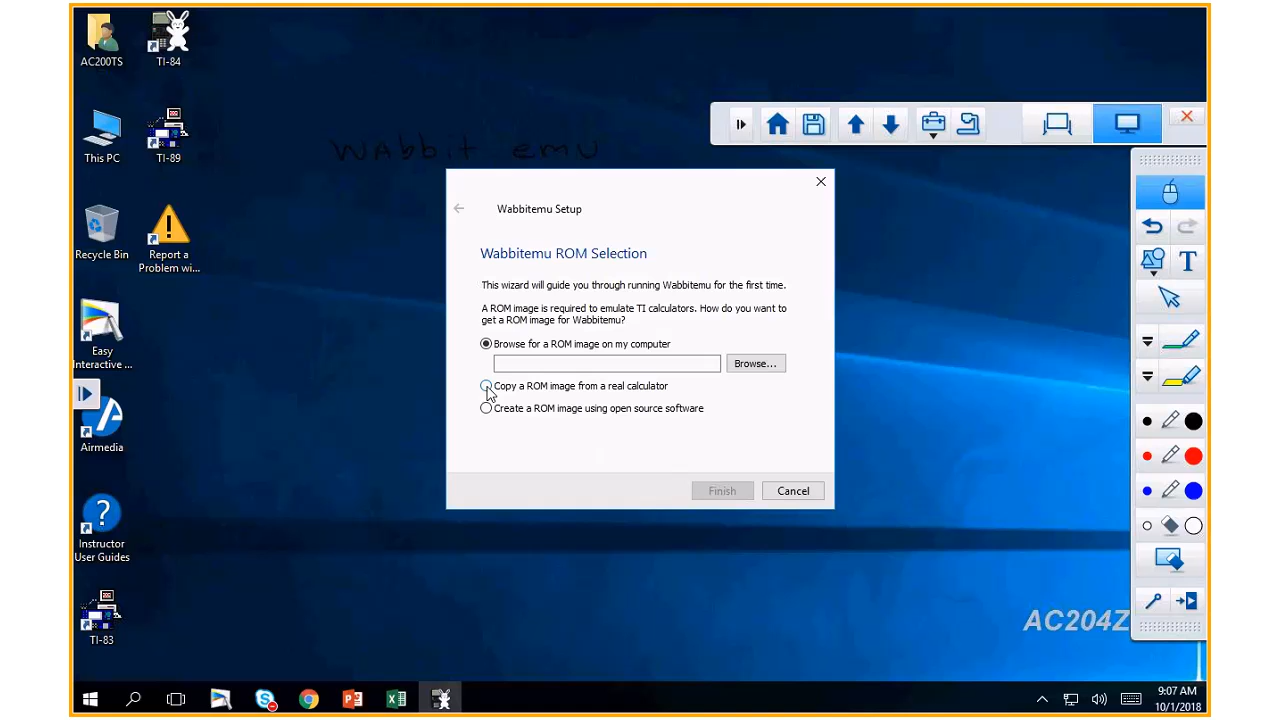 AC200TS
TI-84
This PC
TI-89
Recycle Bin
Report a
Problem wi...
Easy
Interactive ...
Airmedia
?
Instructor
User Guides
TI-83
wabbit emu
Wabbitemu Setup
Wabbitemu ROM Selection
This wizard will guide you through running Wabbitemu for the first time.
A ROM image is required to emulate TI calculators. How do you want to
get a ROM image for Wabbitemu?
Browse for a ROM image on my computer
Browse...
Copy a ROM image from a real calculator
Create a ROM image using open source software
Finish
Cancel
T
AC204Z
9:07 AM
10/1/2018